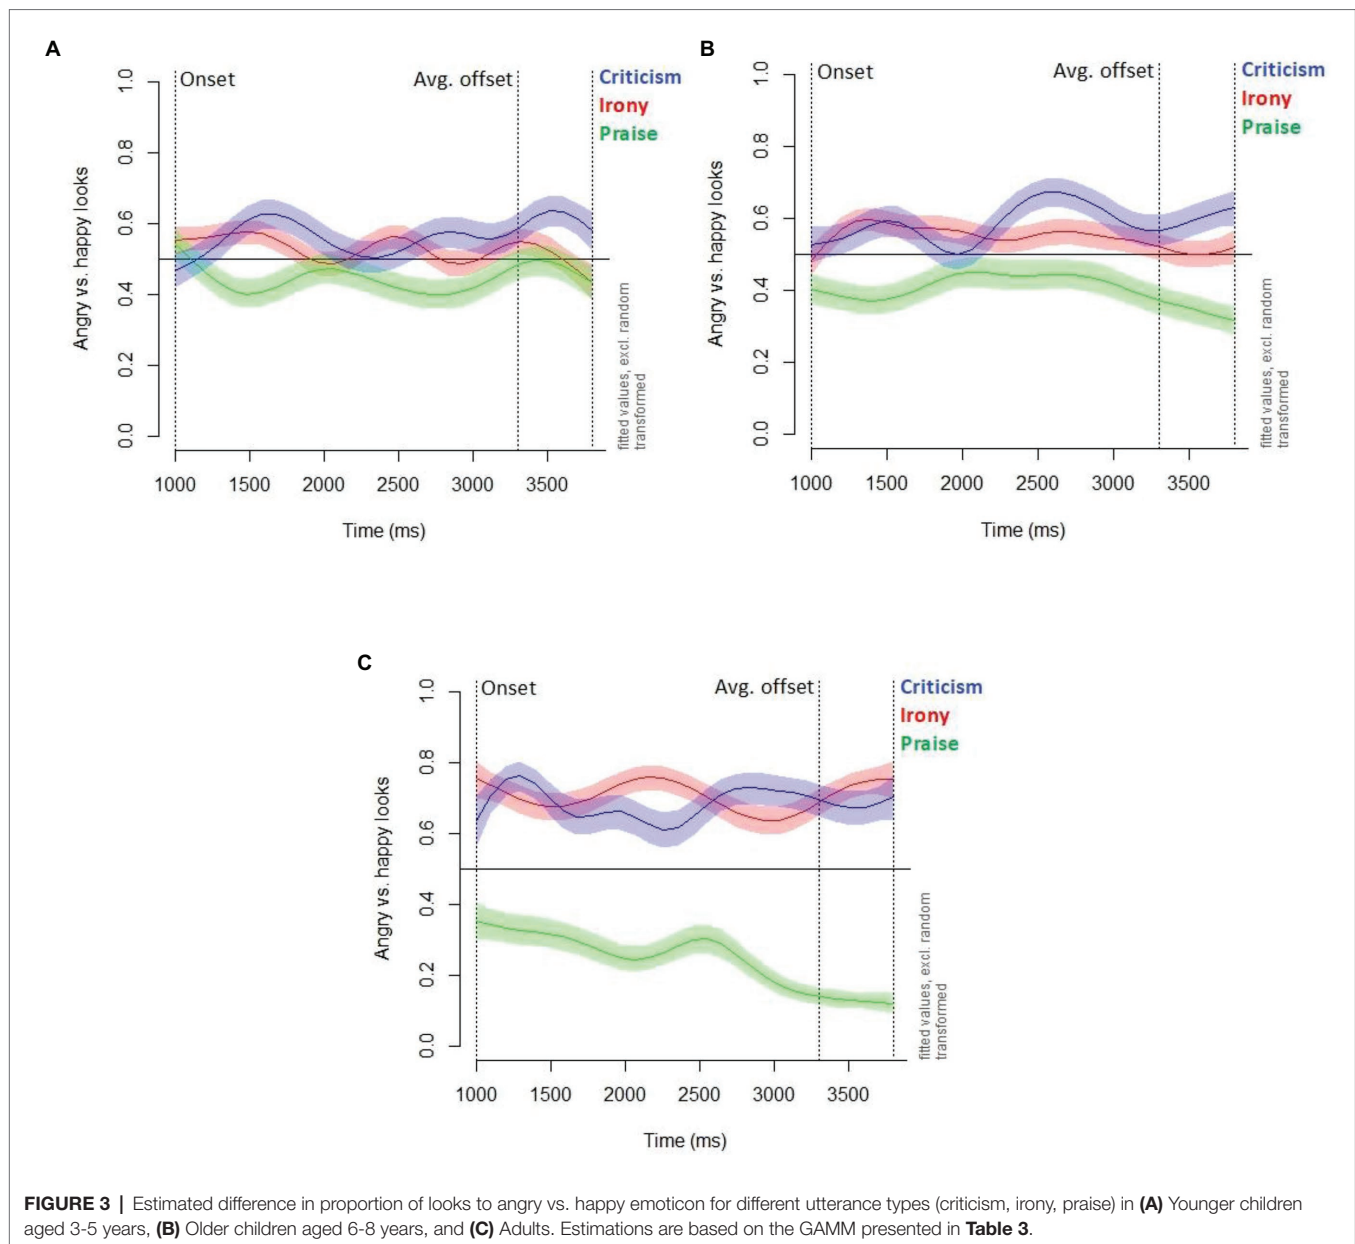 A
Onset
Avg. offset
Criticism
Irony
Praise
1.0
0.8
0.6
0.4
0.2
0.0
Angry vs. happy looks
fitted values, excl. random
transformed
1000 1500 2000 2500 3000 3500
Time (ms)
B
Onset
Avg. offset
Criticism
Irony
Praise
1.0
0.8
0.6
0.4
0.2
0.0
Angry vs. happy looks
fitted values, excl. random
transformed
1000 1500 2000 2500 3000 3500
Time (ms)
C
Onset
Avg. offset
Criticism
Irony
Praise
1.0
0.8
0.6
0.4
0.2
0.0
Angry vs. happy looks
fitted values, excl. random
transformed
1000 1500 2000 2500 3000 3500
Time (ms)
FIGURE 3 | Estimated difference in proportion of looks to angry vs. happy emoticon for different utterance types (criticism, irony, praise) in (A) Younger children
aged 3-5 years, (B) Older children aged 6-8 years, and (C) Adults. Estimations are based on the GAMM presented in Table 3.